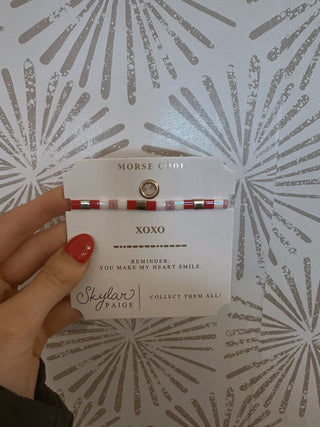 MORSE CODE
XOXO
REMINDER:
YOU MAKE MY HEART SMILE.
Skylar
PAIGE
COLLECT THEM ALL!